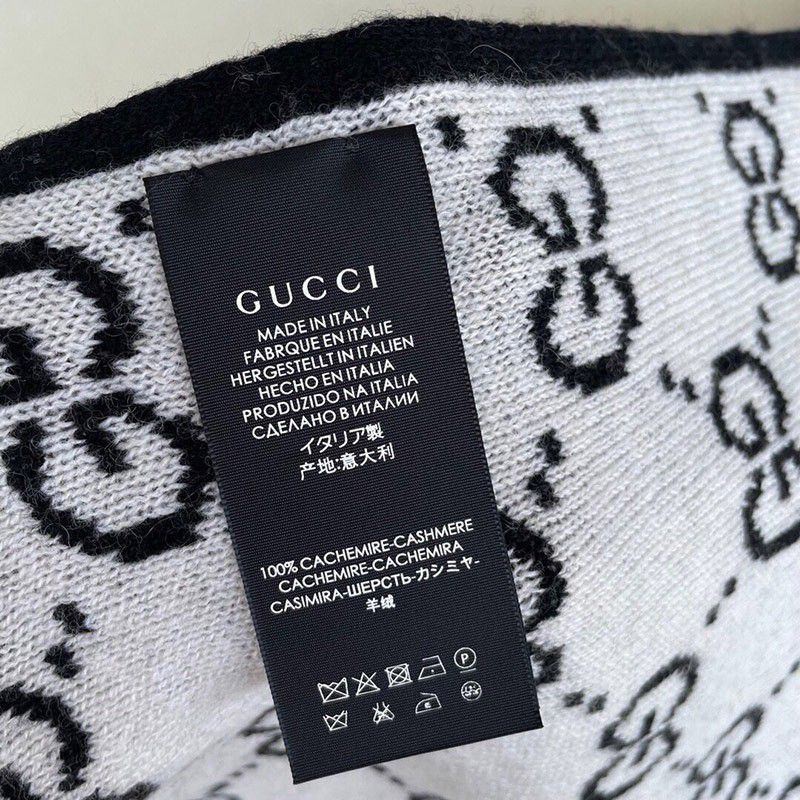 GUCCI
MADE IN ITALY
FABRQUE EN ITALIE
HERGESTELLT IN ITALIEN
HECHO EN ITALIA
PRODUZIDO NA ITALIA
СДЕЛАНО В ИТАЛИИ
イタリア製
产地:意大利
100% CACHEMIRE-CASHMERE
CACHEMIRE-CACHEMIRA
CASIMIRA-ШЕРСТЬ-カシミヤ-
羊绒
P